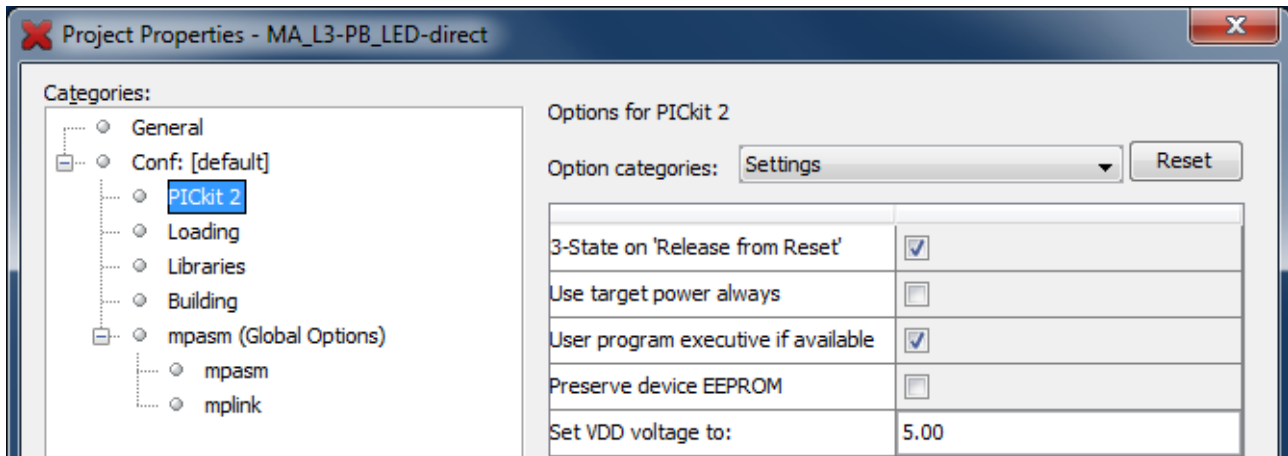 Project Properties - MA_L3-PB_LED-direct
Categories:
General
Conf: [default]
PICkit 2
Loading
Libraries
Building
mpasm (Global Options)
mpasm
mplink
Options for PICkit 2
Option categories: Settings Reset
3-State on 'Release from Reset'
Use target power always
User program executive if available
Preserve device EEPROM
Set VDD voltage to: 5.00